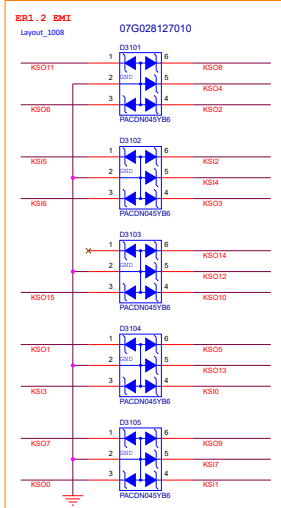 ER1.2 EMI
Layout_1008
07G028127010
D3101
1 6
KSO11 KSO8
2 GND 5
KSO4
3 4
KSO6 KSO2
PACDN045YB6
D3102
1 6
KSI5 KSI2
2 GND 5
KSI4
3 4
KSI6 KSO3
PACDN045YB6
D3103
1 6
KSO14
2 GND 5
KSO12
3 4
KSO15 KSO10
PACDN045YB6
D3104
1 6
KSO1 KSO5
2 GND 5
KSO13
3 4
KSI3 KSI0
PACDN045YB6
D3105
1 6
KSO7 KSO9
2 GND 5
KSI7
3 4
KSO0 KSI1
PACDN045YB6